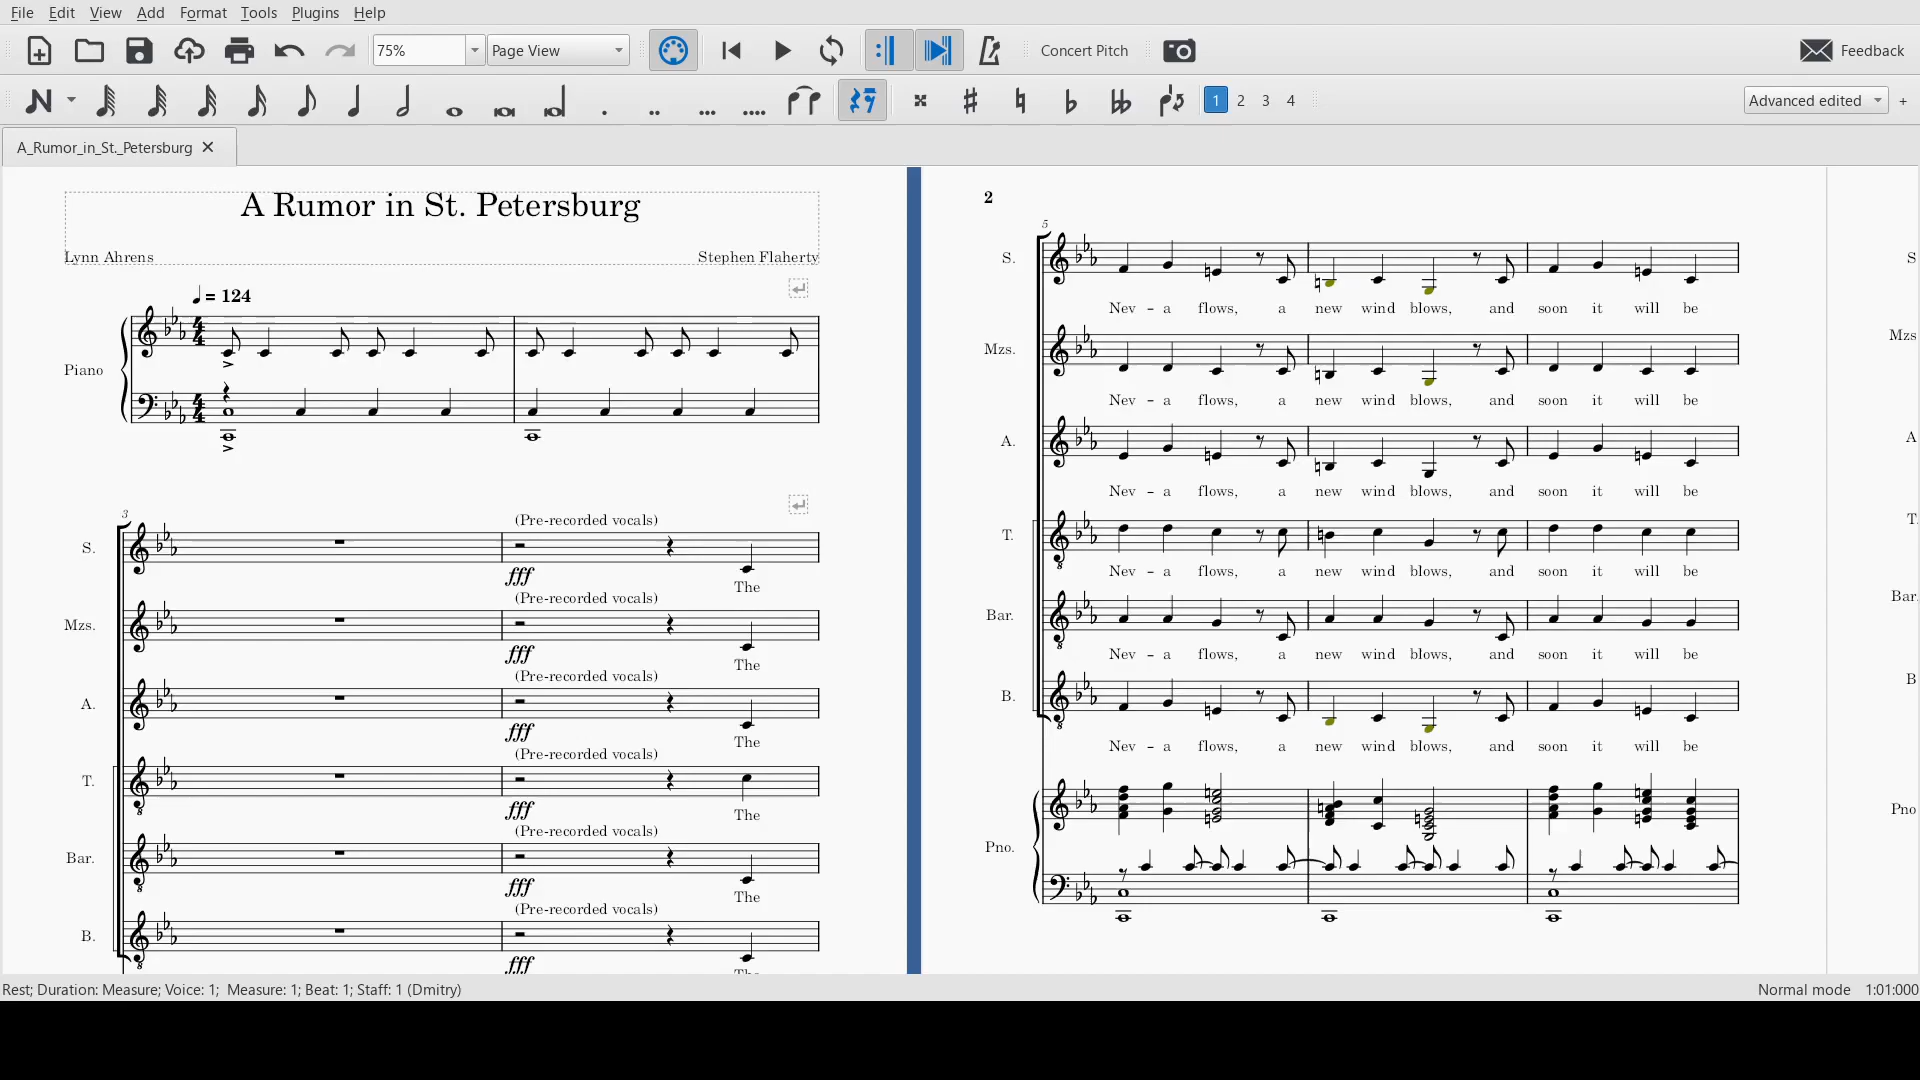 File Edit View Add Format Tools Plugins Help
75% Page View Concert Pitch Feedback
1 2 3 4 Advanced edited +
A_Rumor_in_St._Petersburg
A Rumor in St. Petersburg
Lynn Ahrens Stephen Flaherty
= 124
Piano
3
(Pre-recorded vocals)
S.
fff
The
(Pre-recorded vocals)
Mzs.
fff
The
(Pre-recorded vocals)
A.
fff
The
(Pre-recorded vocals)
T.
fff
The
(Pre-recorded vocals)
Bar.
fff
The
(Pre-recorded vocals)
B.
fff
2
5
S.
Nev - a flows, a new wind blows, and soon it will be
Mzs.
Nev - a flows, a new wind blows, and soon it will be
A.
Nev - a flows, a new wind blows, and soon it will be
T.
Nev - a flows, a new wind blows, and soon it will be
Bar.
Nev - a flows, a new wind blows, and soon it will be
B.
Nev - a flows, a new wind blows, and soon it will be
Pno.
S
Mzs
A
T.
Bar.
B
Pno
Rest; Duration: Measure; Voice: 1; Measure: 1; Beat: 1; Staff: 1 (Dmitry) Normal mode 1:01:000